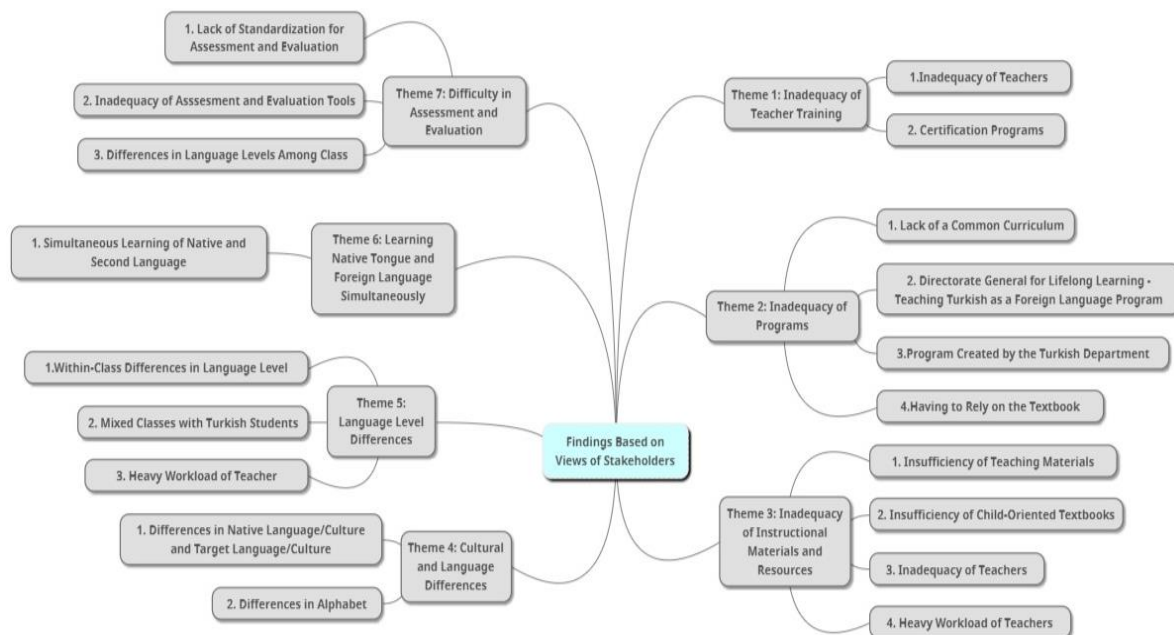 1. Lack of Standardization for
Assessment and Evaluation
2. Inadequacy of Asssesment and Evaluation Tools
3. Differences in Language Levels Among Class
Theme 7: Difficulty in
Assessment and
Evaluation
1. Simultaneous Learning of Native and
Second Language
Theme 6: Learning
Native Tongue and
Foreign Language
Simultaneously
1.Within-Class Differences in Language Level
2. Mixed Classes with Turkish Students
3. Heavy Workload of Teacher
Theme 5:
Language Level
Differences
1. Differences in Native Language/Culture
and Target Language/Culture
2. Differences in Alphabet
Theme 4: Cultural
and Language
Differences
Findings Based on
Views of Stakeholders
Theme 1: Inadequacy of
Teacher Training
1.Inadequacy of Teachers
2. Certification Programs
Theme 2: Inadequacy of
Programs
1. Lack of a Common Curriculum
2. Directorate General for Lifelong Learning -
Teaching Turkish as a Foreign Language Program
3.Program Created by the Turkish Department
4.Having to Rely on the Textbook
Theme 3: Inadequacy
of Instructional
Materials and
Resources
1. Insufficiency of Teaching Materials
2. Insufficiency of Child-Oriented Textbooks
3. Inadequacy of Teachers
4. Heavy Workload of Teachers